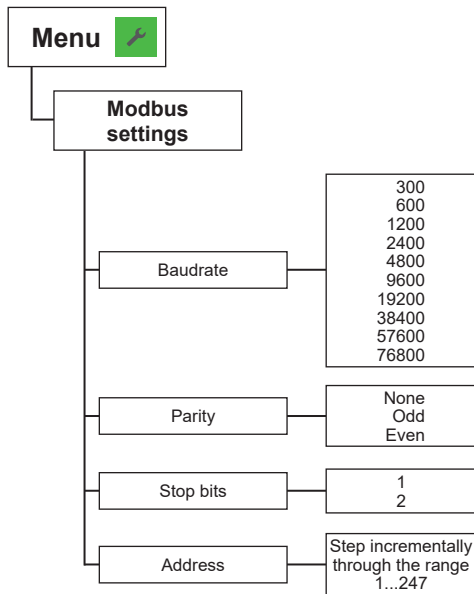 Menu
Modbus
settings
Baudrate
300
600
1200
2400
4800
9600
19200
38400
57600
76800
Parity
None
Odd
Even
Stop bits
1
2
Address
Step incrementally
through the range
1...247